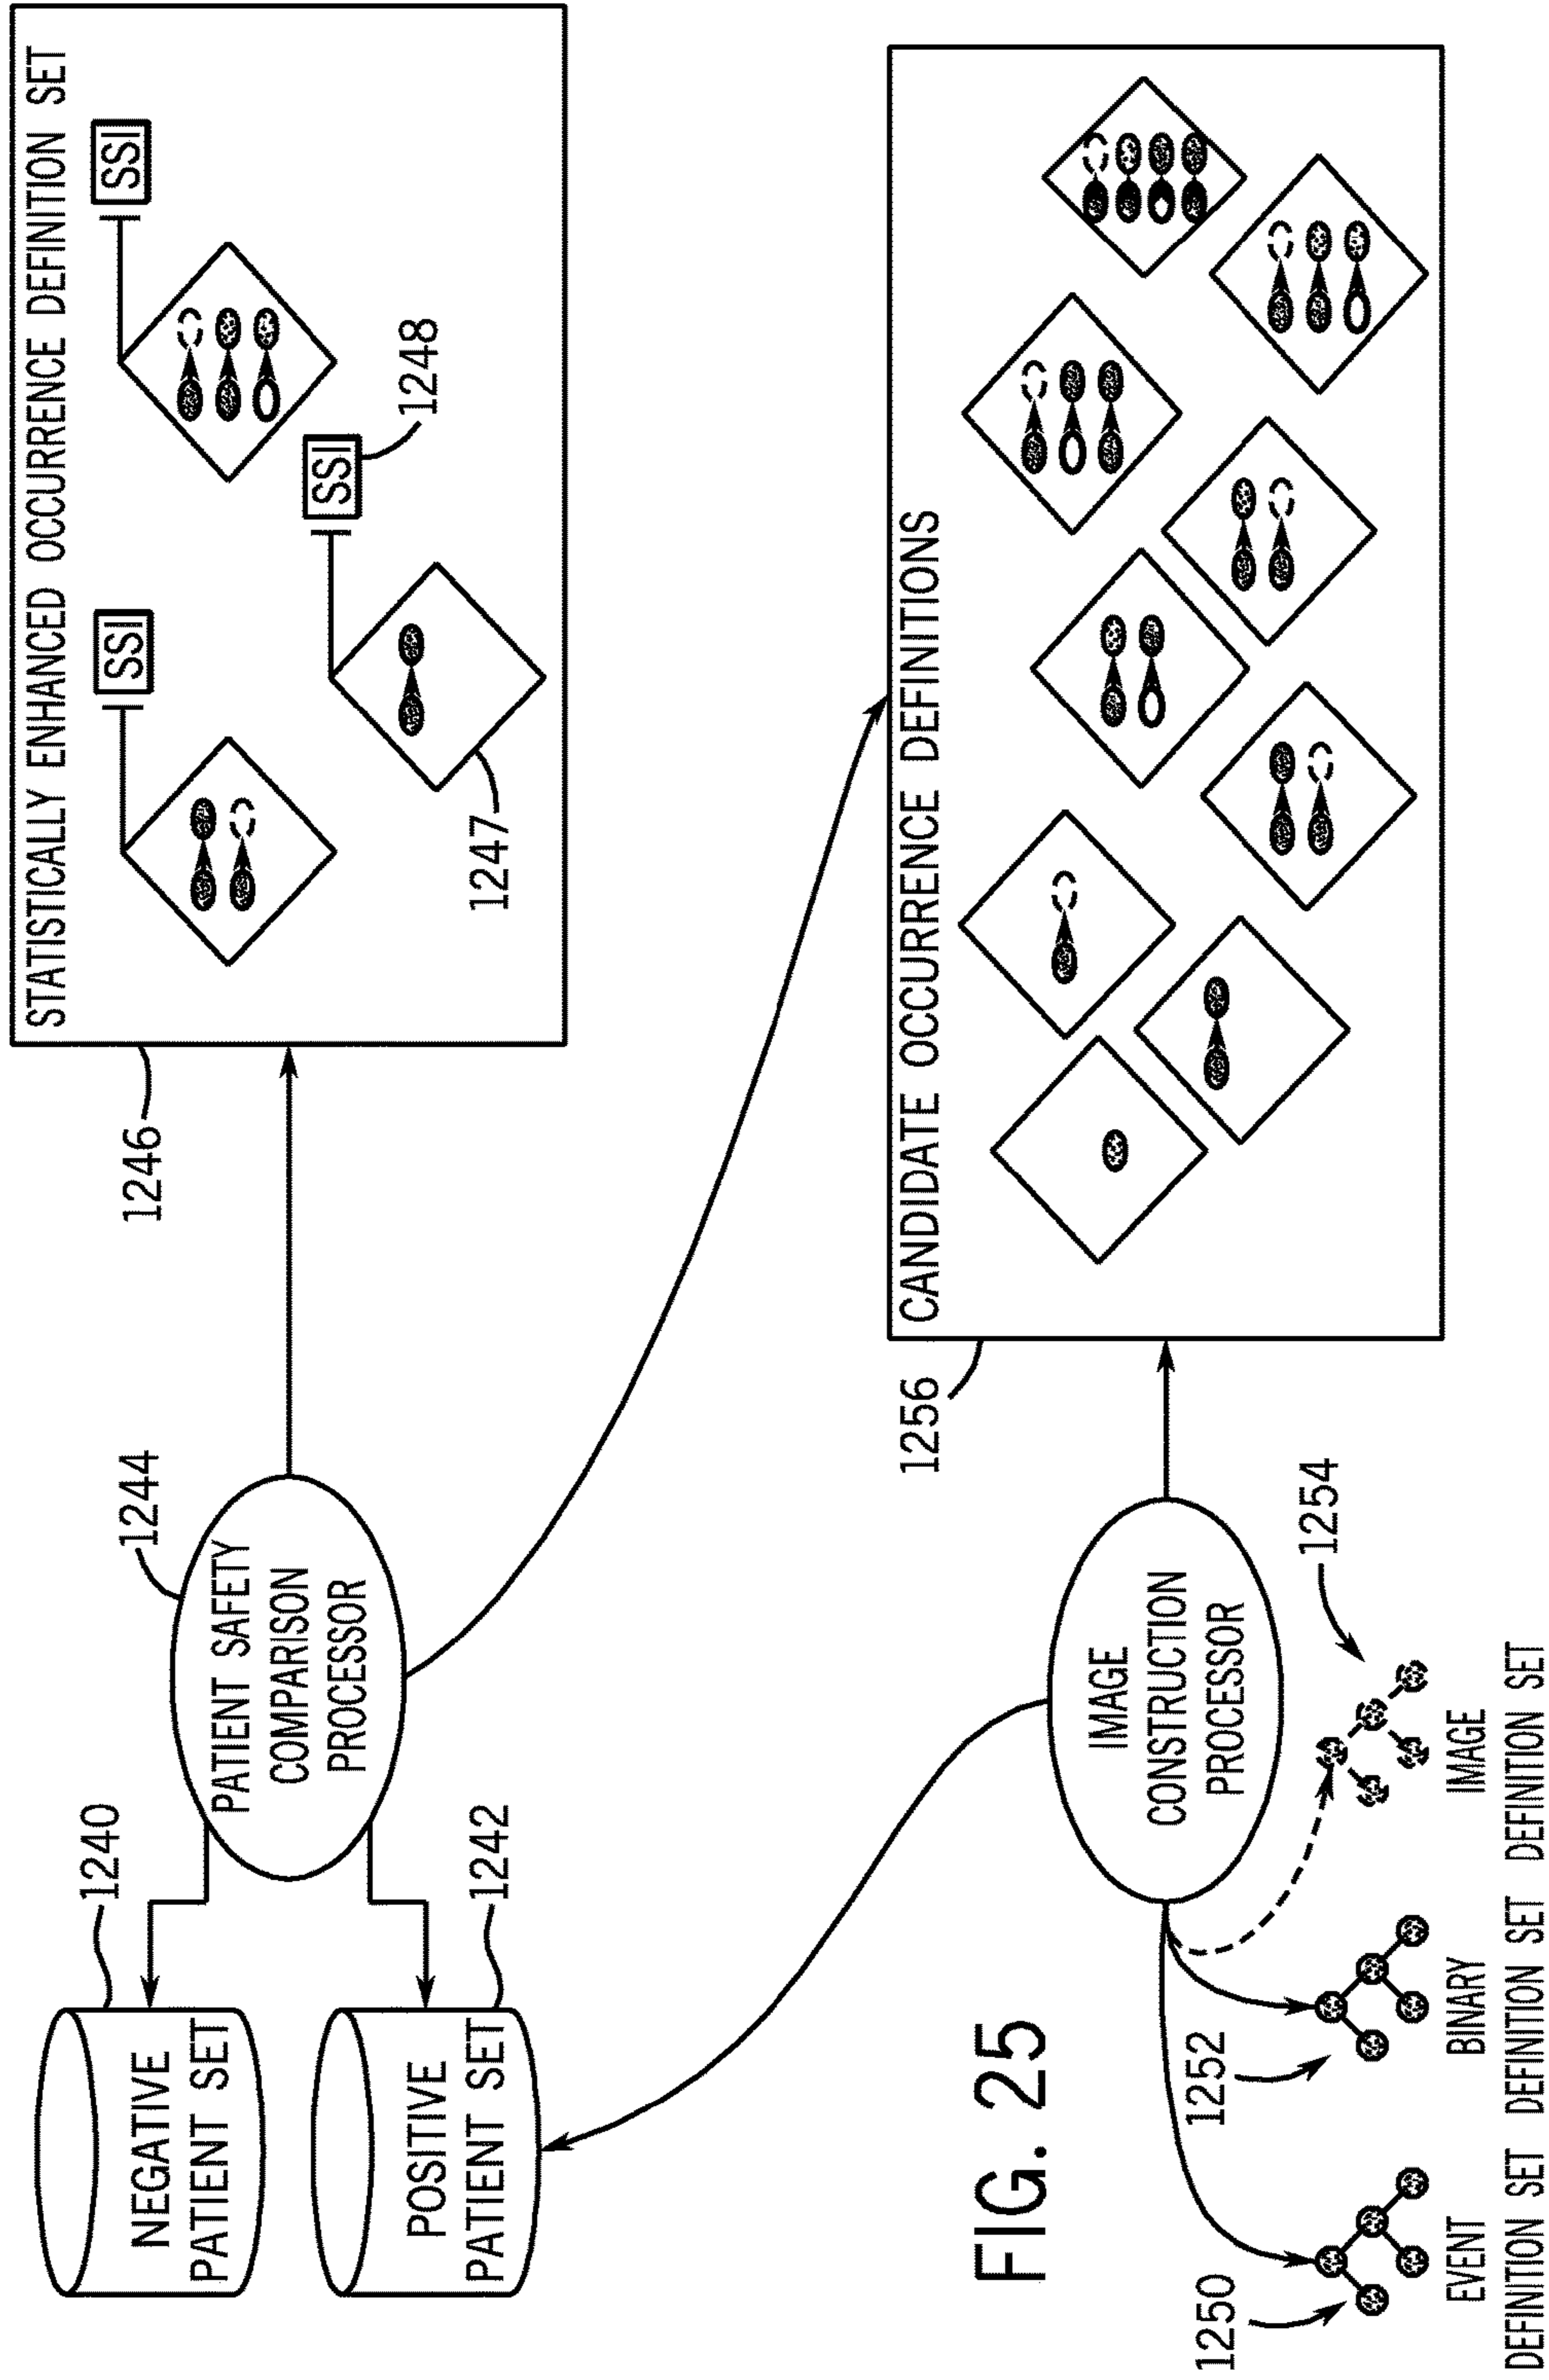 STATISTICALLY ENHANCED OCCURRENCE DEFINITION SET
SSI
SSI
SSI
1248
1247
1246
1244
PATIENT SAFETY
COMPARISON
PROCESSOR
1240
NEGATIVE
PATIENT SET
1242
POSITIVE
PATIENT SET
CANDIDATE OCCURRENCE DEFINITIONS
1256
IMAGE
CONSTRUCTION
PROCESSOR
1254
1252
1250
EVENT
DEFINITION SET
BINARY
DEFINITION SET
IMAGE
DEFINITION SET
FIG. 25